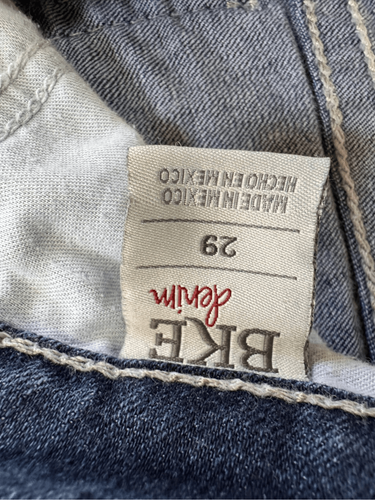 BKE
denim
29
MADE IN MEXICO
HECHO EN MEXICO